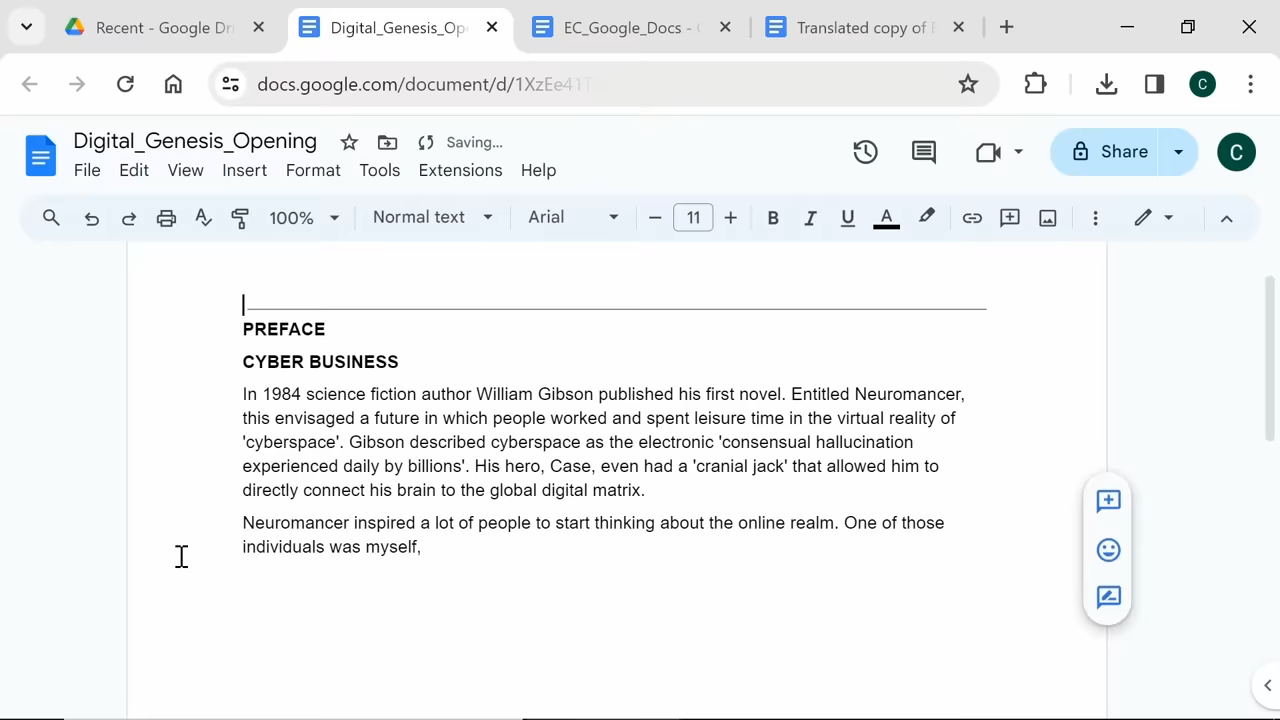 Recent - Google Dri
Digital_Genesis_Op
EC_Google_Docs -
Translated copy of
docs.google.com/document/d/1XzEe41
C
Digital_Genesis_Opening
Saving...
File Edit View Insert Format Tools Extensions Help
Share
C
100% Normal text Arial 11 B I U A
PREFACE
CYBER BUSINESS
In 1984 science fiction author William Gibson published his first novel. Entitled Neuromancer,
this envisaged a future in which people worked and spent leisure time in the virtual reality of
'cyberspace'. Gibson described cyberspace as the electronic 'consensual hallucination
experienced daily by billions'. His hero, Case, even had a 'cranial jack' that allowed him to
directly connect his brain to the global digital matrix.
Neuromancer inspired a lot of people to start thinking about the online realm. One of those
individuals was myself,